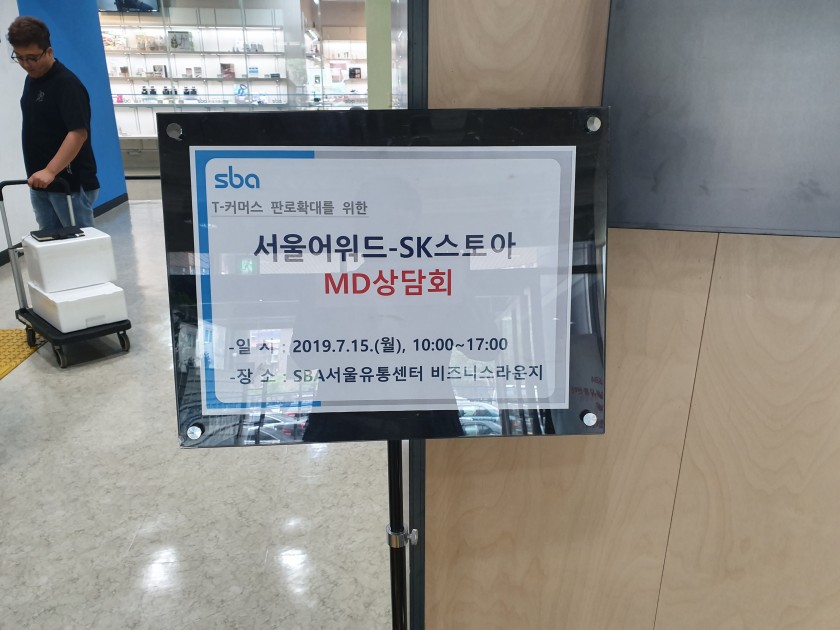 sba
T-커머스 판로확대를 위한
서울어워드-SK스토아
MD상담회
-일 시 : 2019.7.15.(월), 10:00~17:00
-장 소 : SBA서울유통센터 비즈니스라운지